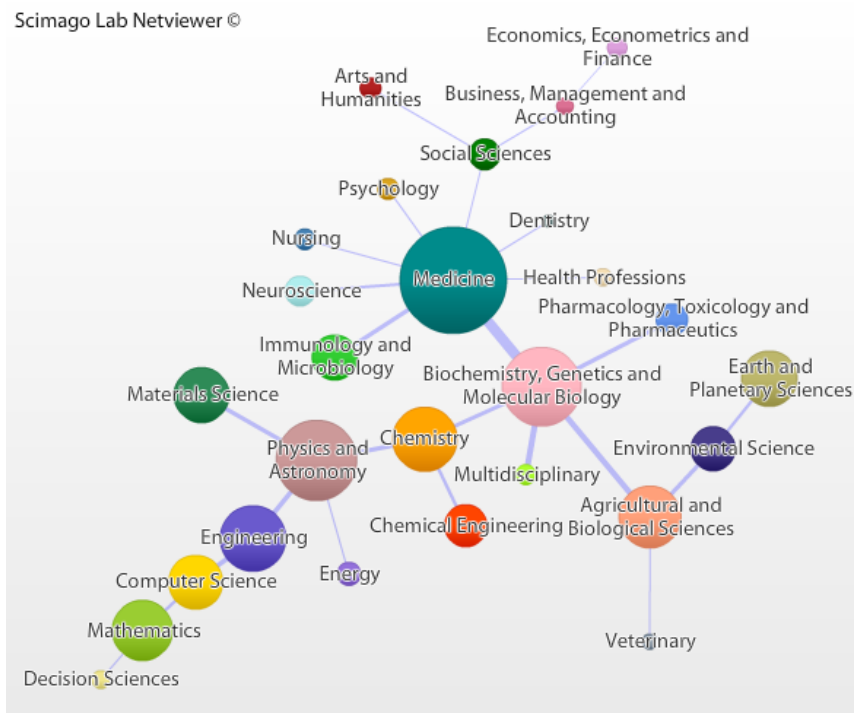 Scimago Lab Netviewer ©
Economics, Econometrics and
Finance
Arts and
Humanities
Business, Management and
Accounting
Social Sciences
Psychology
Dentistry
Nursing
Medicine
Health Professions
Neuroscience
Pharmacology, Toxicology and
Pharmaceutics
Immunology and
Microbiology
Biochemistry, Genetics and
Molecular Biology
Earth and
Planetary Sciences
Materials Science
Chemistry
Physics and
Astronomy
Environmental Science
Multidisciplinary
Chemical Engineering
Agricultural and
Biological Sciences
Engineering
Energy
Computer Science
Mathematics
Veterinary
Decision Sciences